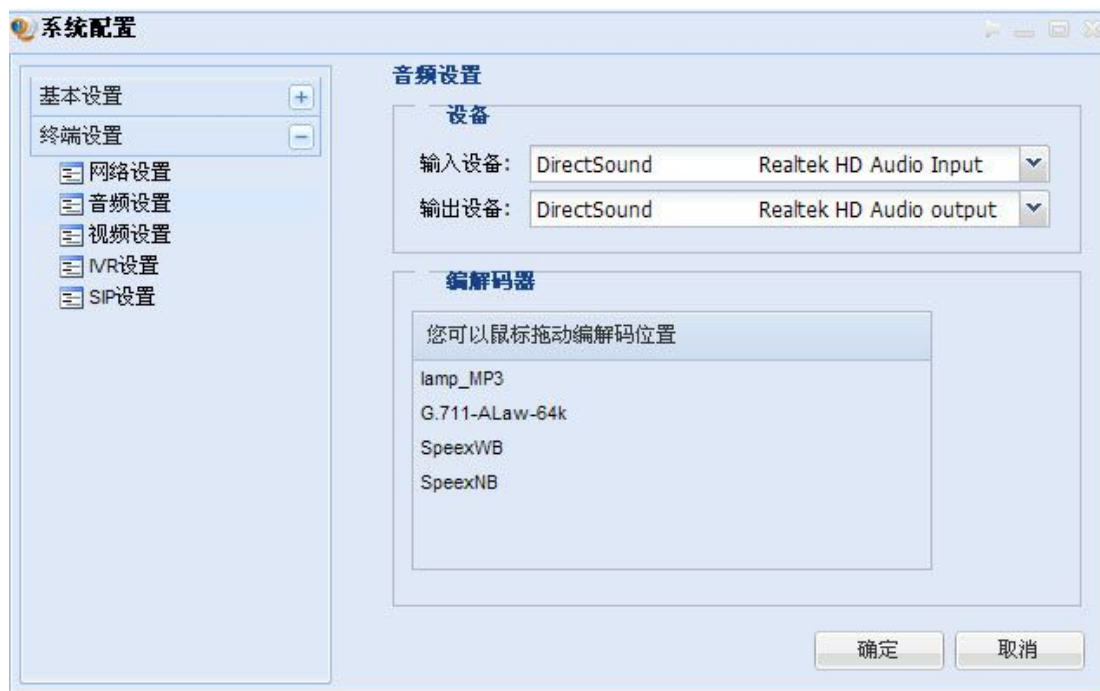 系统配置
基本设置
终端设置
网络设置
音频设置
视频设置
IVR设置
SIP设置
音频设置
设备
输入设备: DirectSound Realtek HD Audio Input
输出设备: DirectSound Realtek HD Audio output
编解码器
您可以鼠标拖动编解码位置
lamp_MP3
G.711-ALaw-64k
SpeexWB
SpeexNB
确定 取消